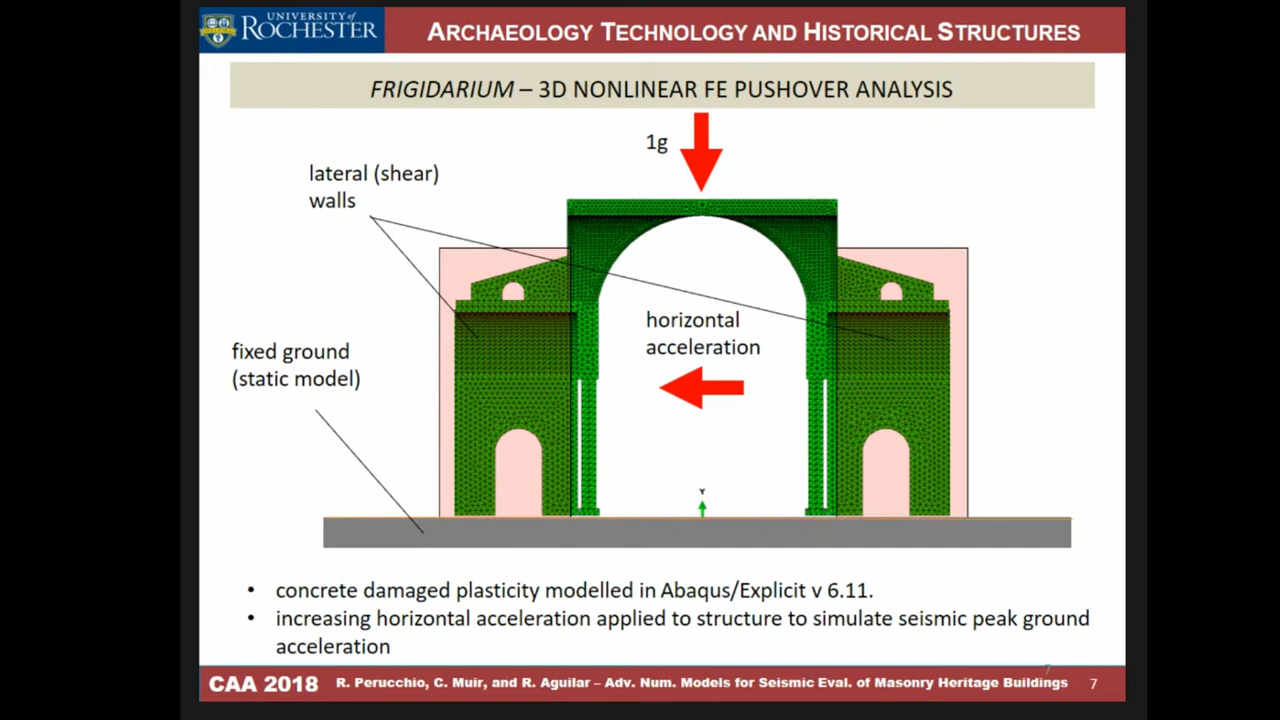 UNIVERSITY of
ROCHESTER
ARCHAEOLOGY TECHNOLOGY AND HISTORICAL STRUCTURES
FRIGIDARIUM – 3D NONLINEAR FE PUSHOVER ANALYSIS
1g
lateral (shear)
walls
horizontal
acceleration
fixed ground
(static model)
Y
• concrete damaged plasticity modelled in Abaqus/Explicit v 6.11.
• increasing horizontal acceleration applied to structure to simulate seismic peak ground
acceleration
7
CAA 2018 R. Perucchio, C. Muir, and R. Aguilar – Adv. Num. Models for Seismic Eval. of Masonry Heritage Buildings 7